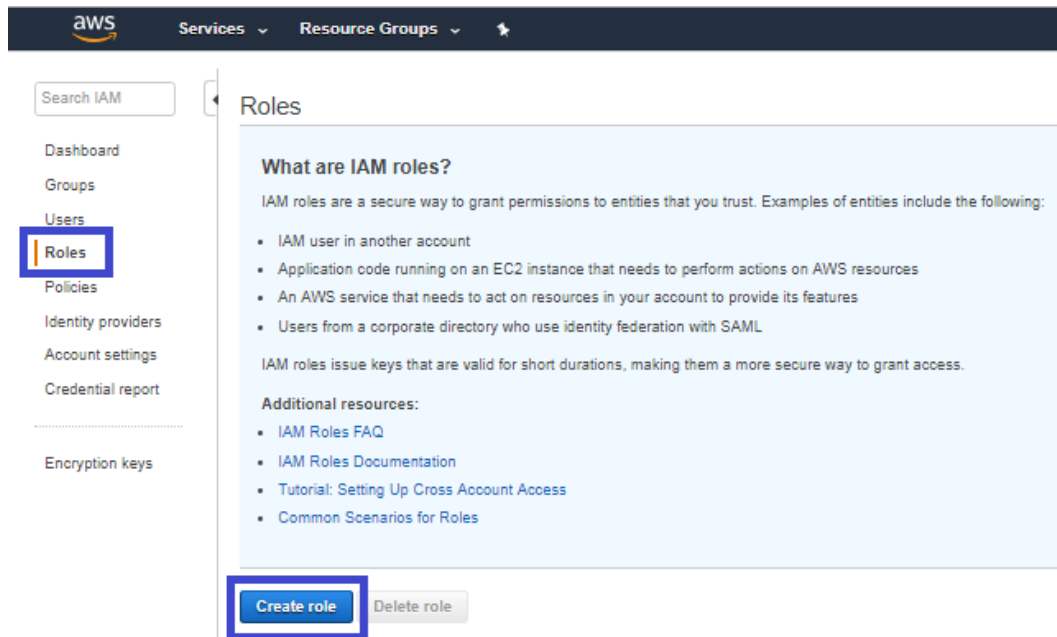 aws
Services
Resource Groups
Search IAM
Dashboard
Groups
Users
Roles
Policies
Identity providers
Account settings
Credential report
Encryption keys
Roles
What are IAM roles?
IAM roles are a secure way to grant permissions to entities that you trust. Examples of entities include the following:
IAM user in another account
Application code running on an EC2 instance that needs to perform actions on AWS resources
An AWS service that needs to act on resources in your account to provide its features
Users from a corporate directory who use identity federation with SAML
IAM roles issue keys that are valid for short durations, making them a more secure way to grant access.
Additional resources:
IAM Roles FAQ
IAM Roles Documentation
Tutorial: Setting Up Cross Account Access
Common Scenarios for Roles
Create role
Delete role